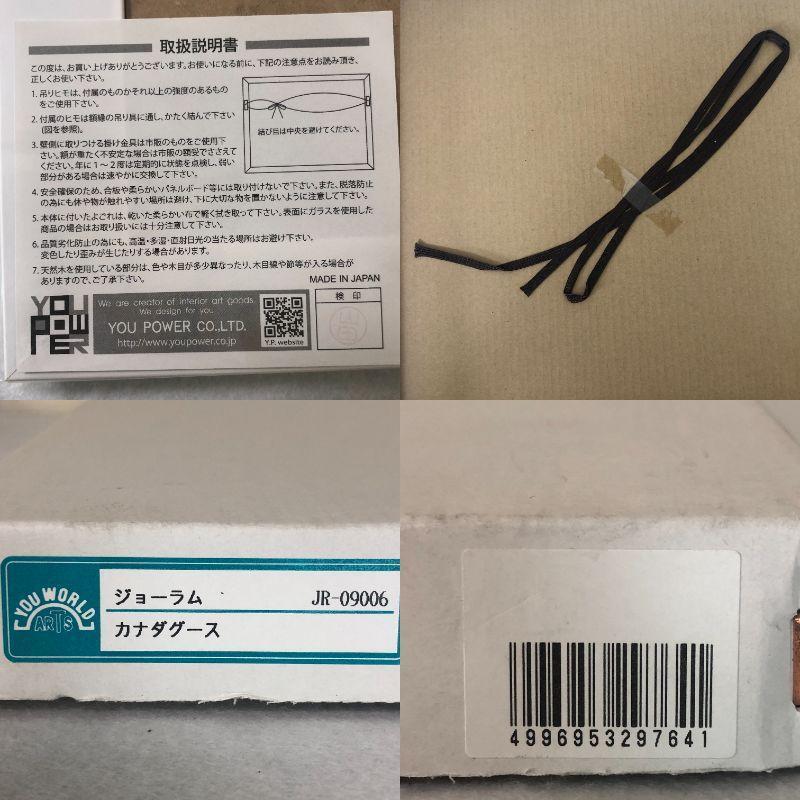 取扱説明書
この度は、お買い上げありがとうございます。お使いになる前に、下記の注意点をお読み頂き、
正しくお使い下さい。
1. 吊りヒモは、付属のものかそれ以上の強度のあるもの
をご使用下さい。
2. 付属のヒモは額縁の吊り具に通し、かたく結んで下さい
(図を参照)。
結び目は中央を避けてください。
3. 壁側に取りつける掛け金具は市販のものをご使用下
さい。額が重たく不安定な場合は市販の額受でささえて
ください。年に１〜２度は定期的に状態を点検し、弱い
部分がある場合は速やかに交換して下さい。
4. 安全確保のため、合板や柔らかいパネルボード等には取り付けないで下さい。また、脱落防止
の為にも体や物が触れやすい場所は避け、下に大切な物を置かないように注意して下さい。
5. 本体に付いたよごれは、乾いた柔らかい布で軽く拭き取って下さい。表面にガラスを使用した
商品の場合はお取り扱いには十分注意して下さい。
6. 品質劣化防止の為にも、高温・多湿・直射日光の当たる場所はお避け下さい。
変色したり歪みが生じたりする場合があります。
7. 天然木を使用している部分は、色や木目が多少異なったり、木目線や節等が入る場合が
ありますので、ご了承下さい。
MADE IN JAPAN
YOU POWER
We are creator of interior art goods.
We design for you.
YOU POWER CO.,LTD.
http://www.youpower.co.jp
Y.P. website
検印
YOU WORLD
ARTS
ジョーラム JR-09006
カナダグース
4996953297641